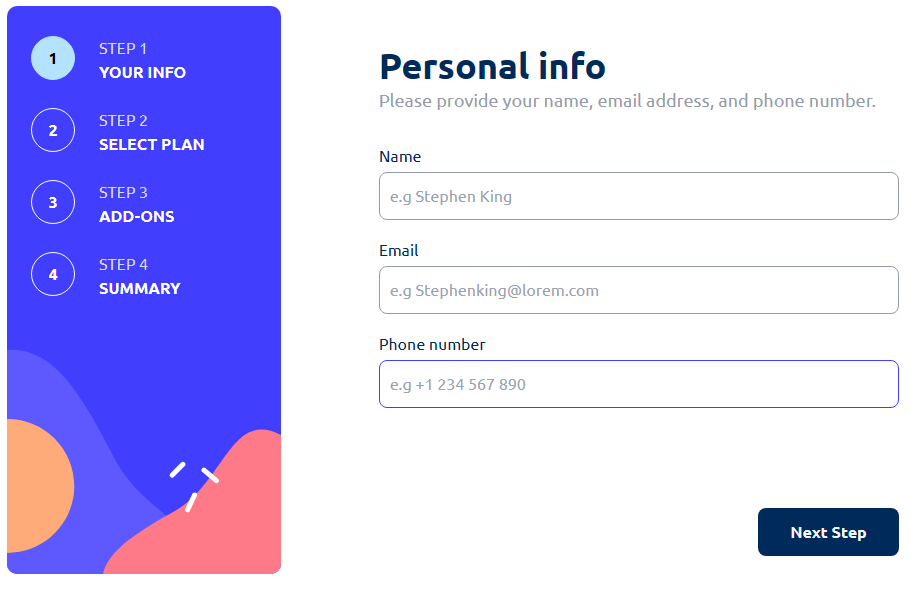 1
STEP 1
YOUR INFO
2
STEP 2
SELECT PLAN
3
STEP 3
ADD-ONS
4
STEP 4
SUMMARY
Personal info
Please provide your name, email address, and phone number.
Name
e.g Stephen King
Email
e.g Stephenking@lorem.com
Phone number
e.g +1 234 567 890
Next Step